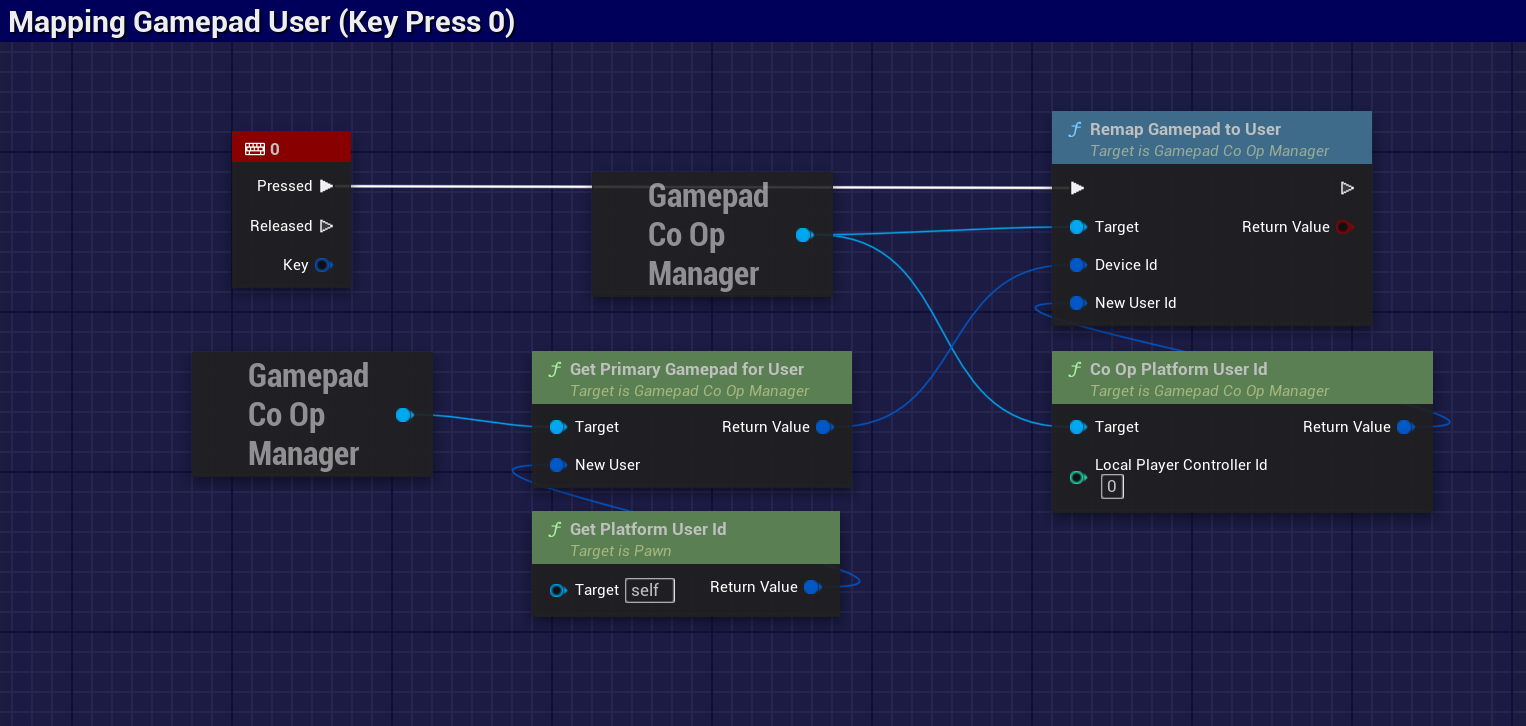 Mapping Gamepad User (Key Press 0)
0
Pressed
Released
Key
Gamepad
Co Op
Manager
Remap Gamepad to User
Target is Gamepad Co Op Manager
Target
Return Value
Device Id
New User Id
Gamepad
Co Op
Manager
Get Primary Gamepad for User
Target is Gamepad Co Op Manager
Target
Return Value
New User
Co Op Platform User Id
Target is Gamepad Co Op Manager
Target
Return Value
Local Player Controller Id
0
Get Platform User Id
Target is Pawn
Target self
Return Value